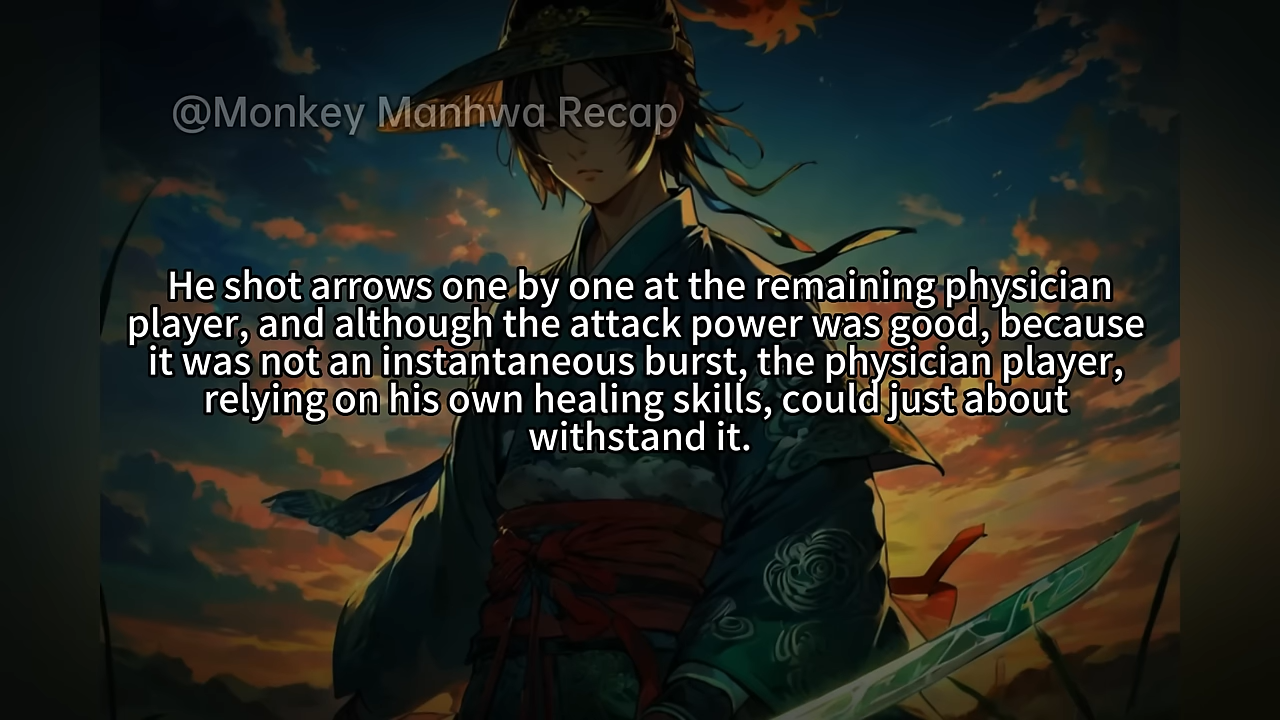 @Monkey Manhwa Recap
He shot arrows one by one at the remaining physician
player, and although the attack power was good, because
it was not an instantaneous burst, the physician player,
relying on his own healing skills, could just about
withstand it.